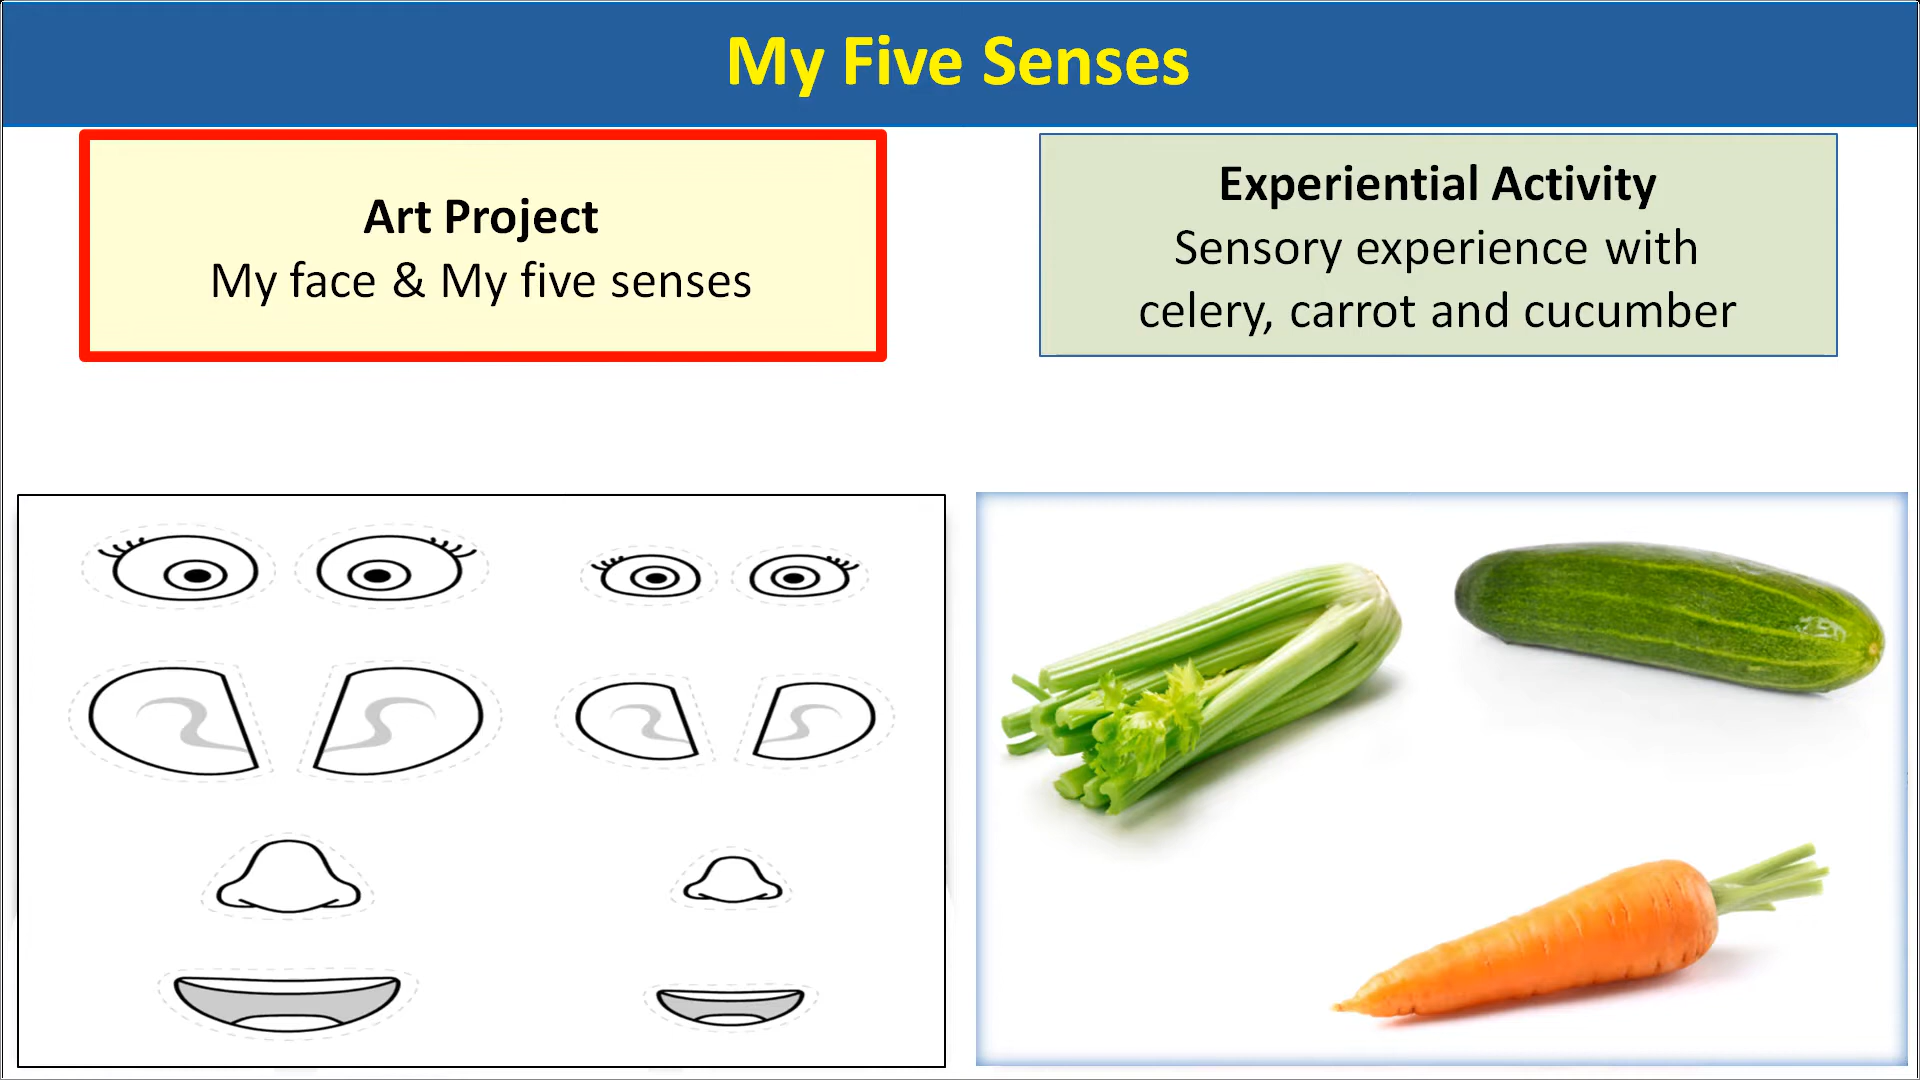 My Five Senses
Art Project
My face & My five senses
Experiential Activity
Sensory experience with
celery, carrot and cucumber